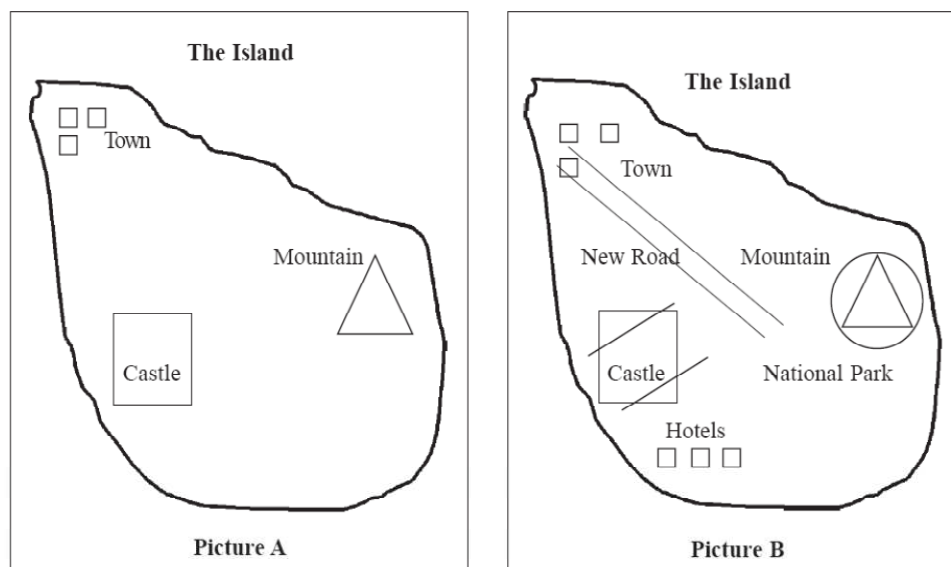 The Island
Town
Mountain
Castle
Picture A
The Island
Town
New Road
Mountain
Castle
National Park
Hotels
Picture B